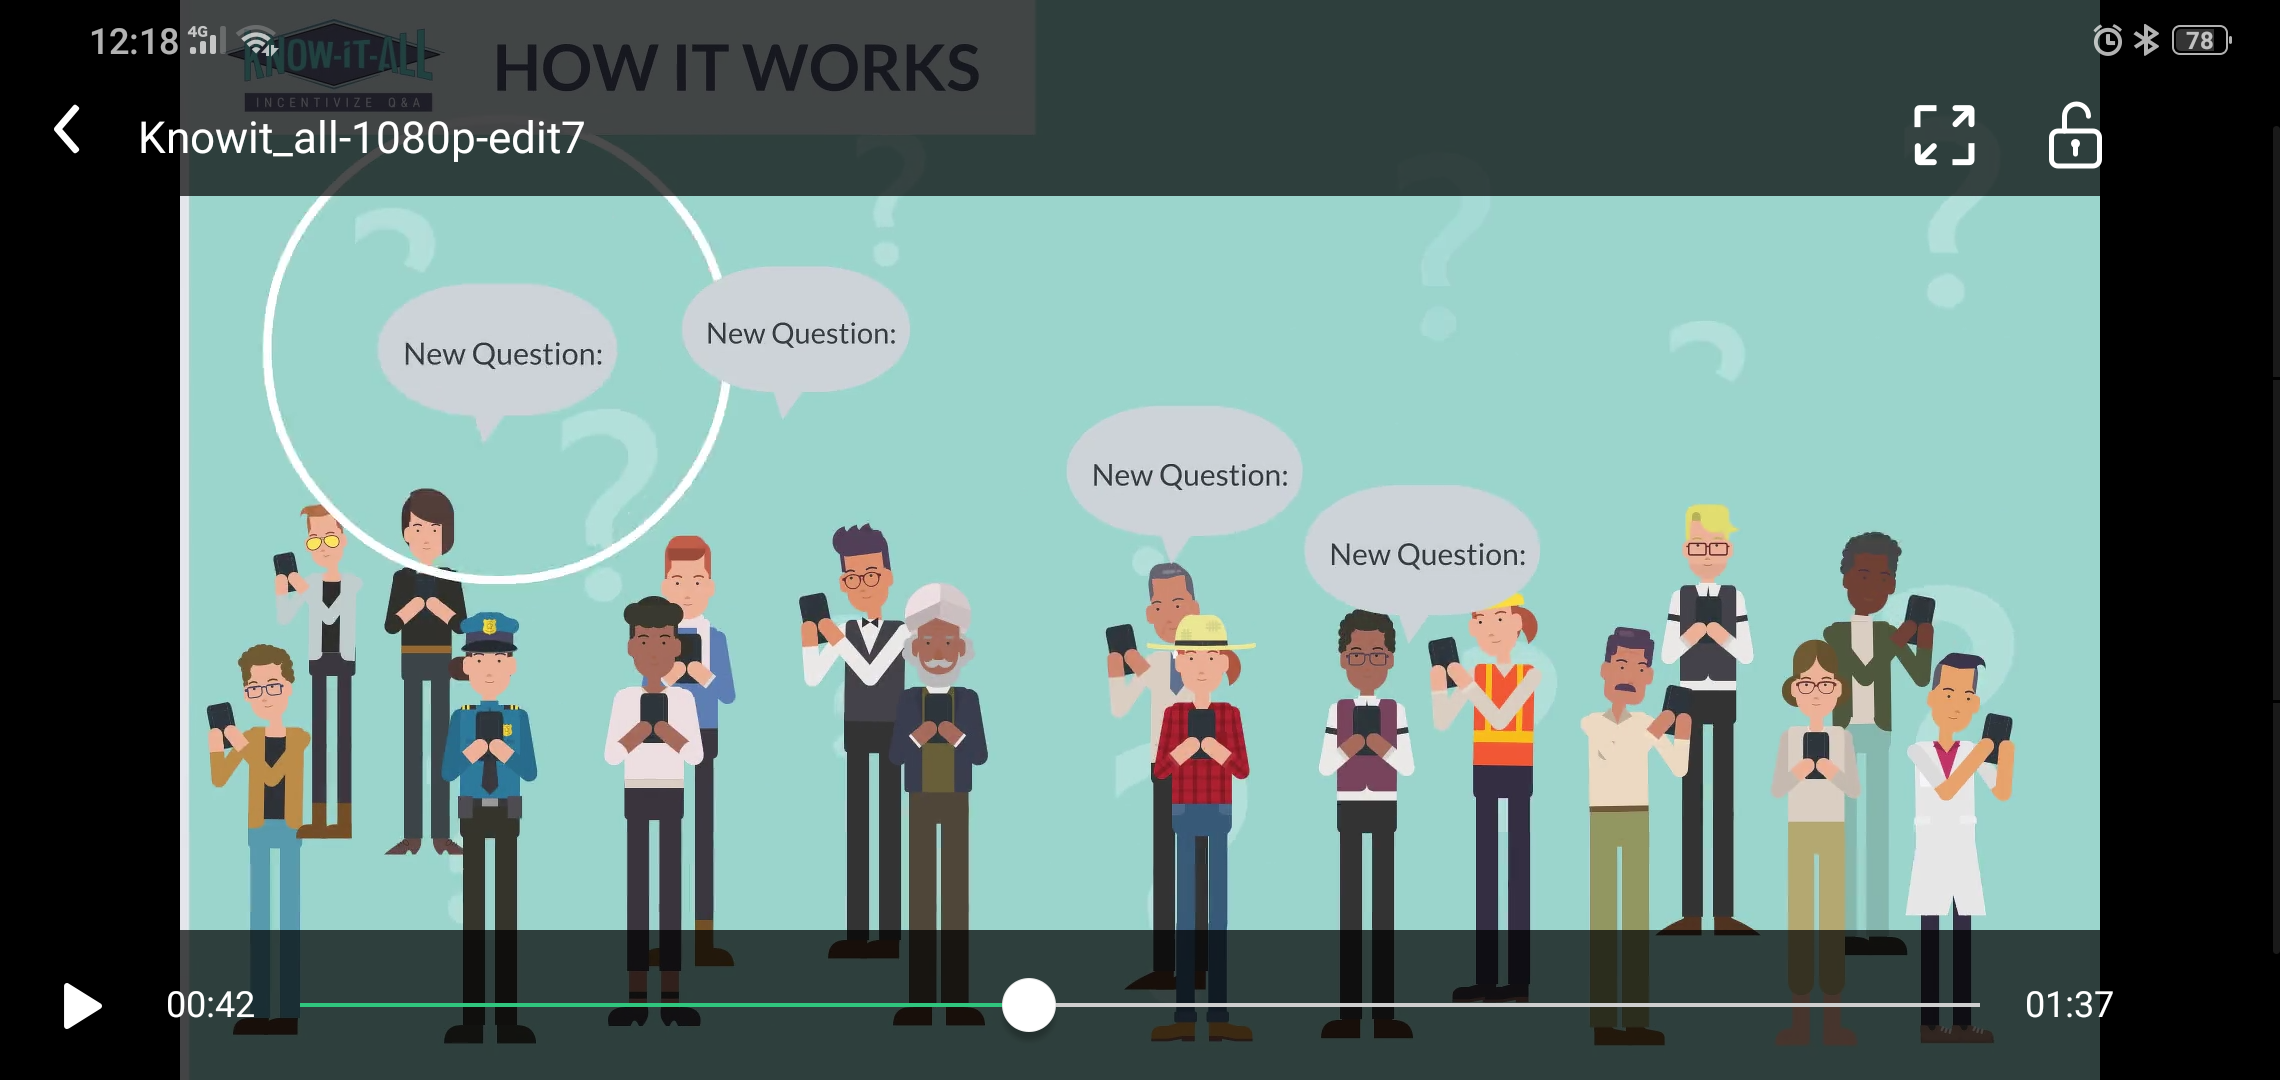 12:18
4G
78
KNOW-iT-ALL
INCENTIVIZE Q&A
HOW IT WORKS
Knowit_all-1080p-edit7
New Question:
New Question:
New Question:
New Question:
00:42
01:37